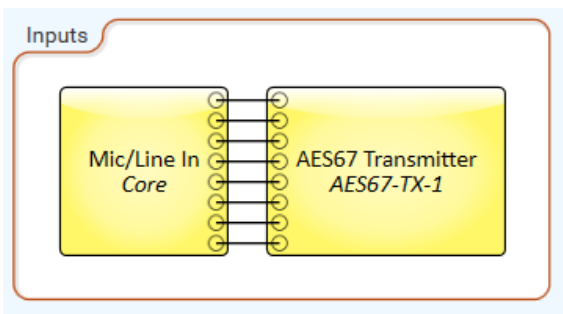 Inputs
Mic/Line In
Core
AES67 Transmitter
AES67-TX-1